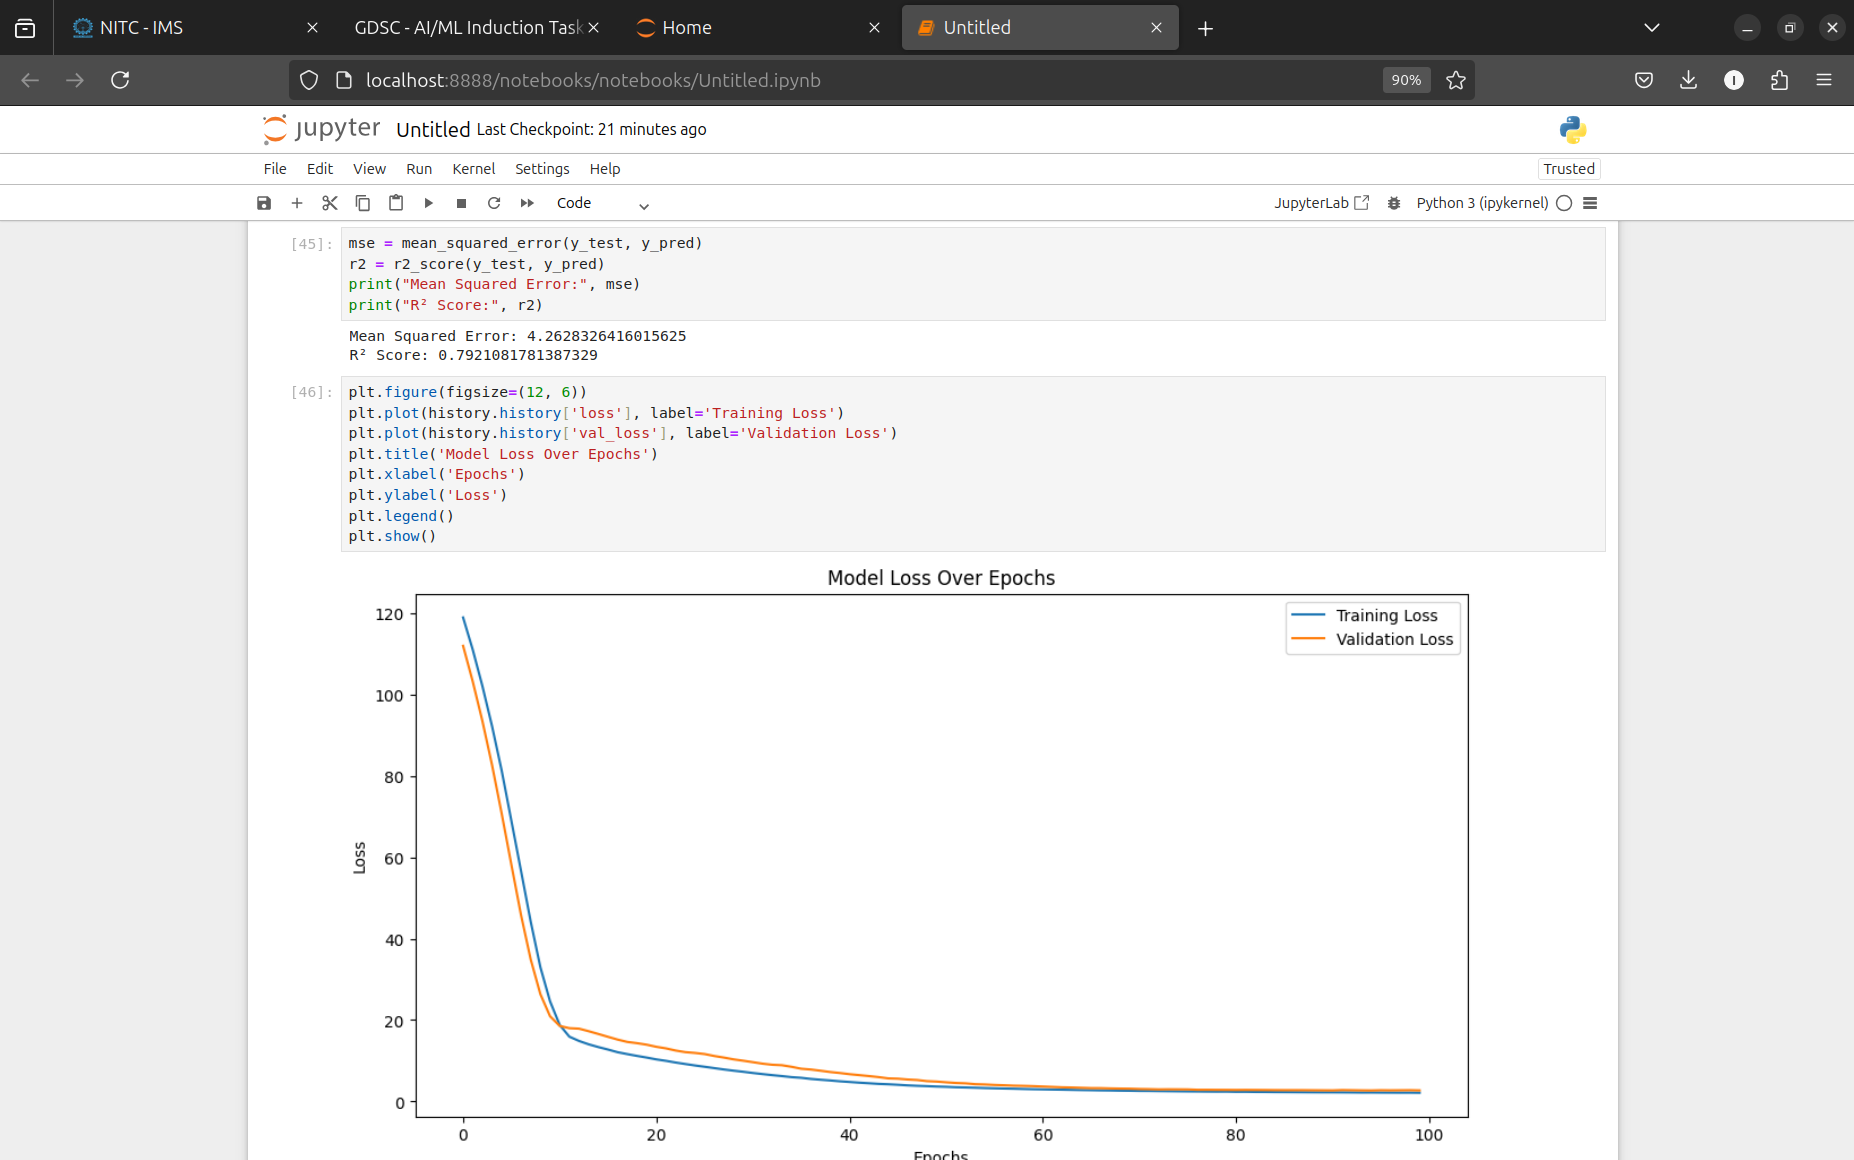 NITC - IMS
GDSC - AI/ML Induction Task
Home
Untitled
localhost:8888/notebooks/notebooks/Untitled.ipynb
90%
jupyter Untitled Last Checkpoint: 21 minutes ago
File Edit View Run Kernel Settings Help
Trusted
Code
JupyterLab
Python 3 (ipykernel)
[45]: mse = mean_squared_error(y_test, y_pred)
r2 = r2_score(y_test, y_pred)
print("Mean Squared Error:", mse)
print("R² Score:", r2)
Mean Squared Error: 4.2628326416015625
R² Score: 0.7921081781387329
[46]: plt.figure(figsize=(12, 6))
plt.plot(history.history['loss'], label='Training Loss')
plt.plot(history.history['val_loss'], label='Validation Loss')
plt.title('Model Loss Over Epochs')
plt.xlabel('Epochs')
plt.ylabel('Loss')
plt.legend()
plt.show()
Model Loss Over Epochs
Training Loss
Validation Loss
120
100
80
60
40
20
0
Loss
0 20 40 60 80 100
Epochs